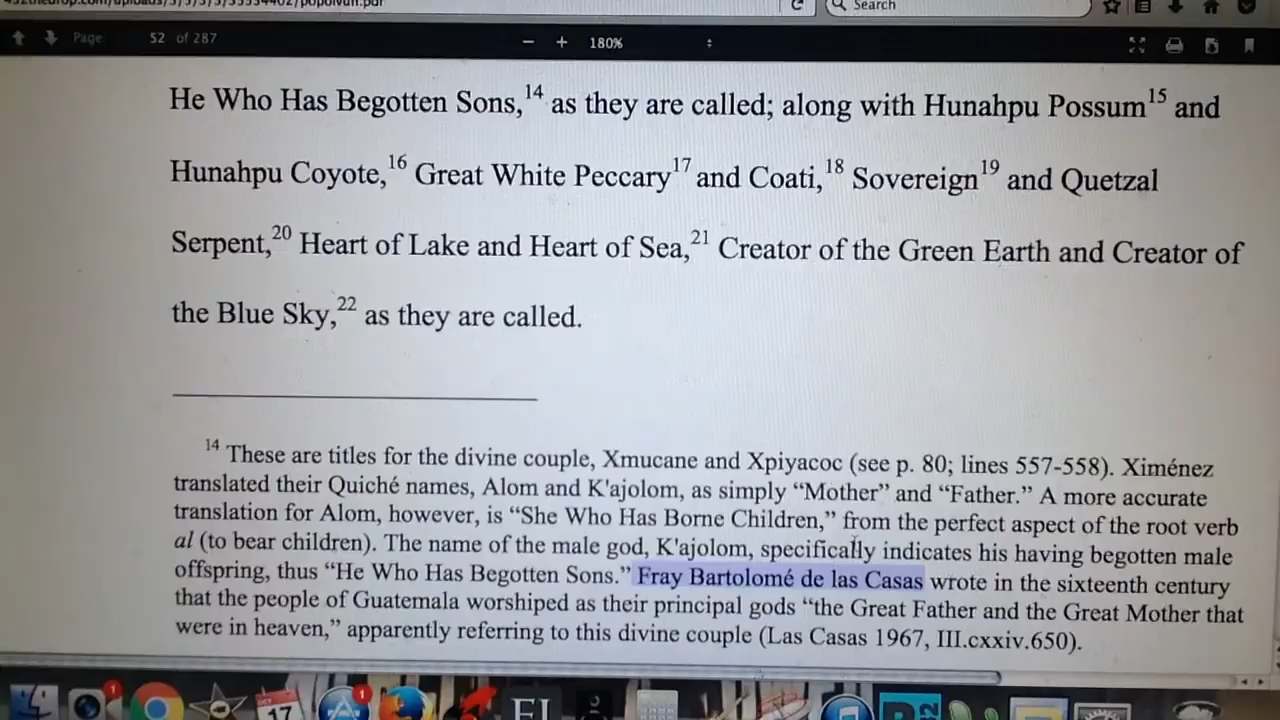 Search
Page 52 of 287
180%
He Who Has Begotten Sons,14 as they are called; along with Hunahpu Possum15 and
Hunahpu Coyote,16 Great White Peccary17 and Coati,18 Sovereign19 and Quetzal
Serpent,20 Heart of Lake and Heart of Sea,21 Creator of the Green Earth and Creator of
the Blue Sky,22 as they are called.
14 These are titles for the divine couple, Xmucane and Xpiyacoc (see p. 80; lines 557-558). Ximénez
translated their Quiché names, Alom and K'ajolom, as simply “Mother” and “Father.” A more accurate
translation for Alom, however, is “She Who Has Borne Children,” from the perfect aspect of the root verb
al (to bear children). The name of the male god, K'ajolom, specifically indicates his having begotten male
offspring, thus “He Who Has Begotten Sons.” Fray Bartolomé de las Casas wrote in the sixteenth century
that the people of Guatemala worshiped as their principal gods “the Great Father and the Great Mother that
were in heaven,” apparently referring to this divine couple (Las Casas 1967, III.cxxiv.650).
1
OCT
17
1